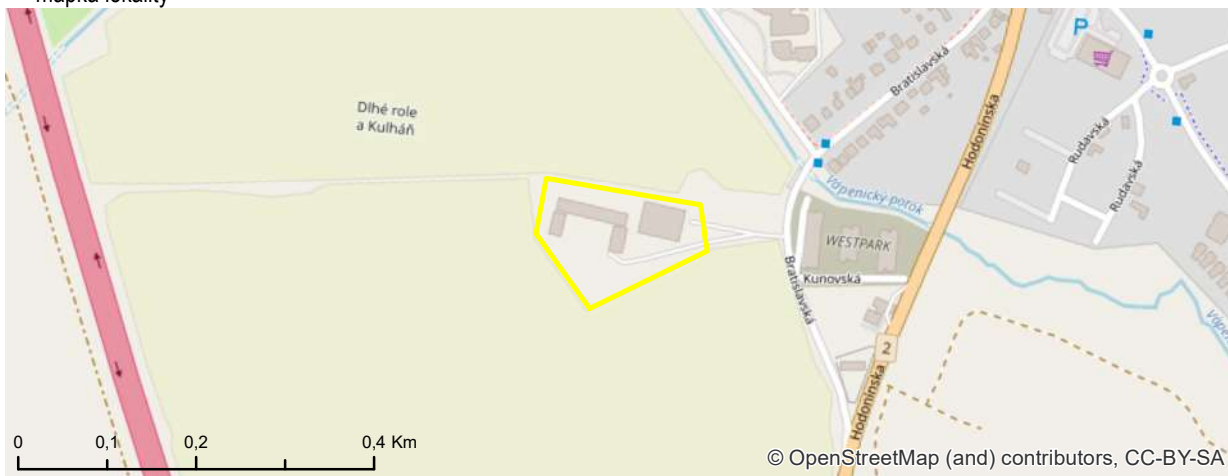 mapka lokality
P
Dlhé role
a Kulháň
Bratislavská
Hodonínska
Rudavská
Rudavská
Vápenický potok
WESTPARK
Kunovská
Bratislavská
2
Hodonínska
0 0,1 0,2 0,4 Km
© OpenStreetMap (and) contributors, CC-BY-SA